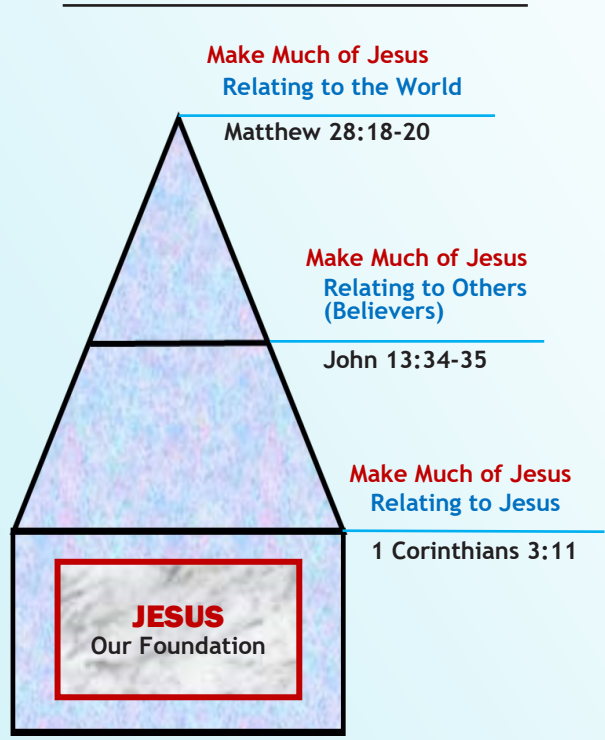 Make Much of Jesus
Relating to the World
Matthew 28:18-20
Make Much of Jesus
Relating to Others
(Believers)
John 13:34-35
Make Much of Jesus
Relating to Jesus
1 Corinthians 3:11
JESUS
Our Foundation